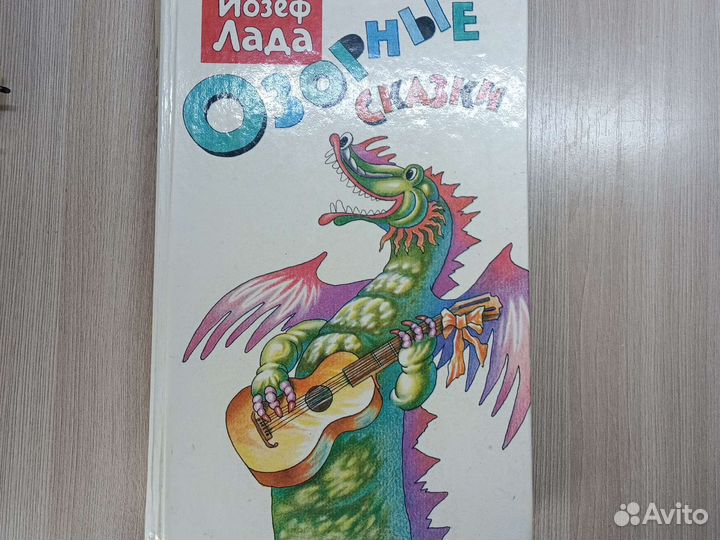 Йозеф
Лада
Озорные
сказки
Avito